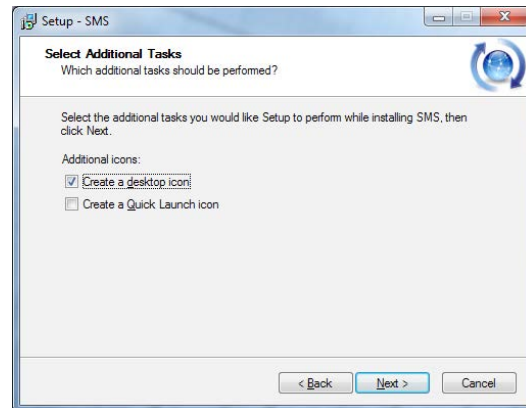 Setup - SMS
Select Additional Tasks
Which additional tasks should be performed?
Select the additional tasks you would like Setup to perform while installing SMS, then
click Next.
Additional icons:
Create a desktop icon
Create a Quick Launch icon
< Back
Next >
Cancel